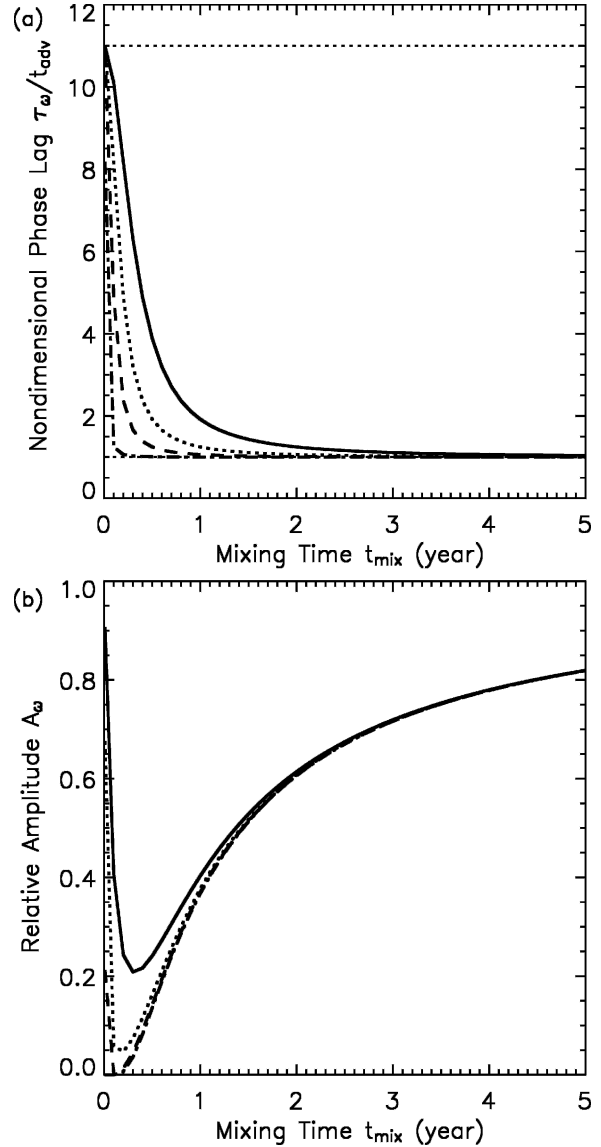 (a)
12
10
8
6
4
2
0
Nondimensional Phase Lag τω/tadv
0 1 2 3 4 5
Mixing Time tmix (year)
(b)
1.0
0.8
0.6
0.4
0.2
0.0
Relative Amplitude Aω
0 1 2 3 4 5
Mixing Time tmix (year)